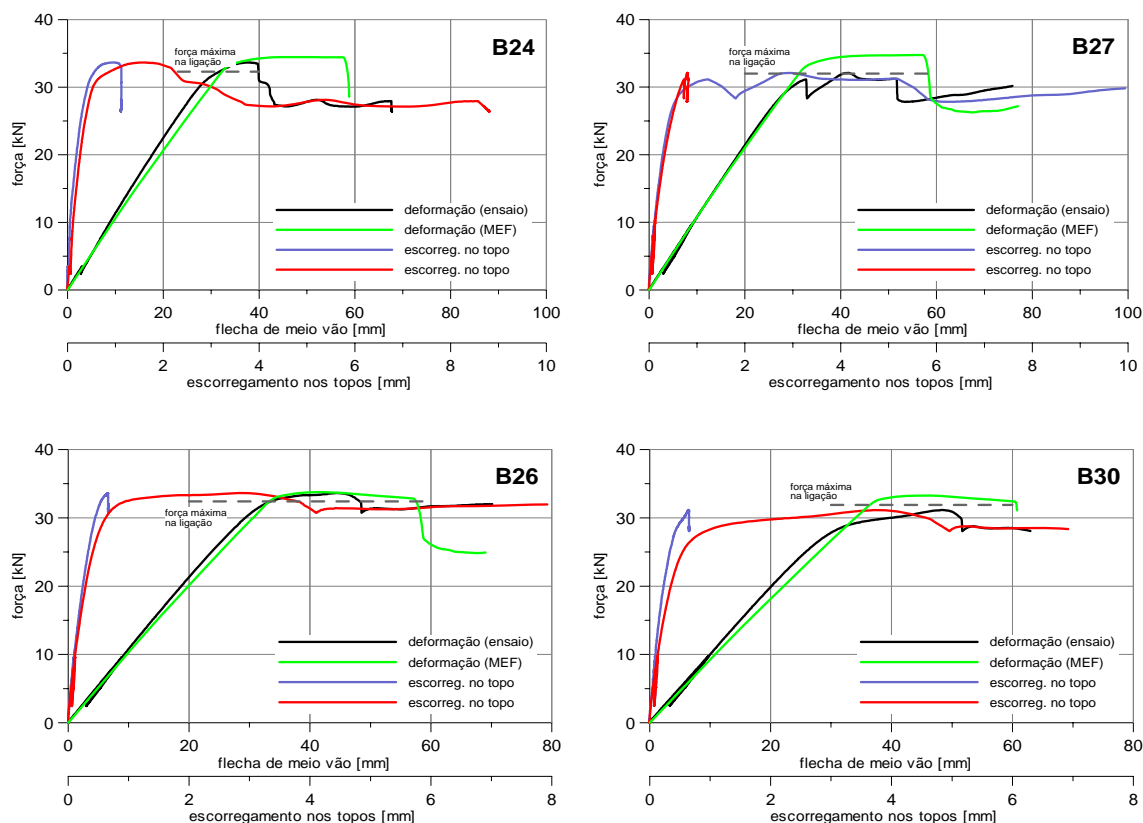 B24
força [kN]
40
30
20
10
0
força máxima
na ligação
deformação (ensaio)
deformação (MEF)
escorreg. no topo
escorreg. no topo
0 20 40 60 80 100
flecha de meio vão [mm]
0 2 4 6 8 10
escorregamento nos topos [mm]
B27
força [kN]
40
30
20
10
0
força máxima
na ligação
deformação (ensaio)
deformação (MEF)
escorreg. no topo
escorreg. no topo
0 20 40 60 80 100
flecha de meio vão [mm]
0 2 4 6 8 10
escorregamento nos topos [mm]
B26
força [kN]
40
30
20
10
0
força máxima
na ligação
deformação (ensaio)
deformação (MEF)
escorreg. no topo
escorreg. no topo
0 20 40 60 80
flecha de meio vão [mm]
0 2 4 6 8
escorregamento nos topos [mm]
B30
força [kN]
40
30
20
10
0
força máxima
na ligação
deformação (ensaio)
deformação (MEF)
escorreg. no topo
escorreg. no topo
0 20 40 60 80
flecha de meio vão [mm]
0 2 4 6 8
escorregamento nos topos [mm]